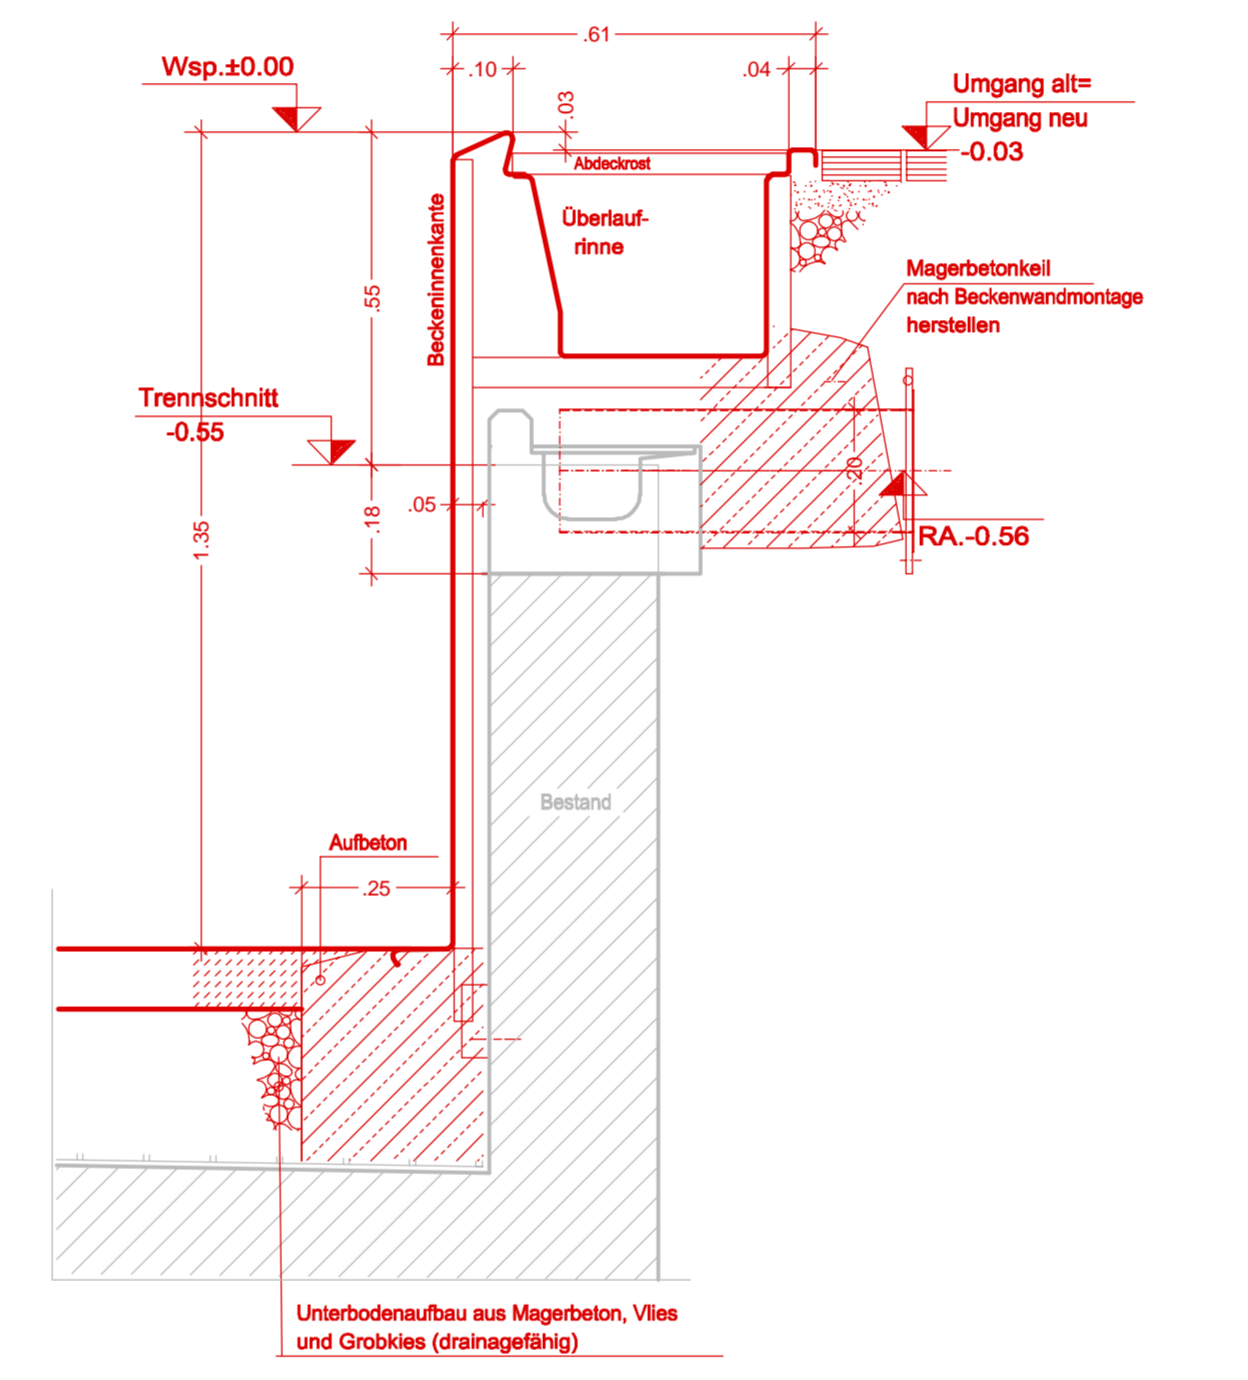 .61
Wsp.±0.00
.10
.04
.03
Umgang alt=
Umgang neu
-0.03
Abdeckrost
Beckeninnenkante
Überlauf-
rinne
.55
Magerbetonkeil
nach Beckenwandmontage
herstellen
Trennschnitt
-0.55
.20
.05
.18
1.35
RA.-0.56
Bestand
Aufbeton
.25
Unterbodenaufbau aus Magerbeton, Vlies
und Grobkies (drainagefähig)